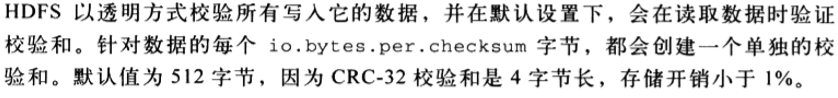 HDFS 以透明方式校验所有写入它的数据，并在默认设置下，会在读取数据时验证
校验和。针对数据的每个 io.bytes.per.checksum 字节，都会创建一个单独的校
验和。默认值为 512 字节，因为 CRC-32 校验和是 4 字节长，存储开销小于 1%。